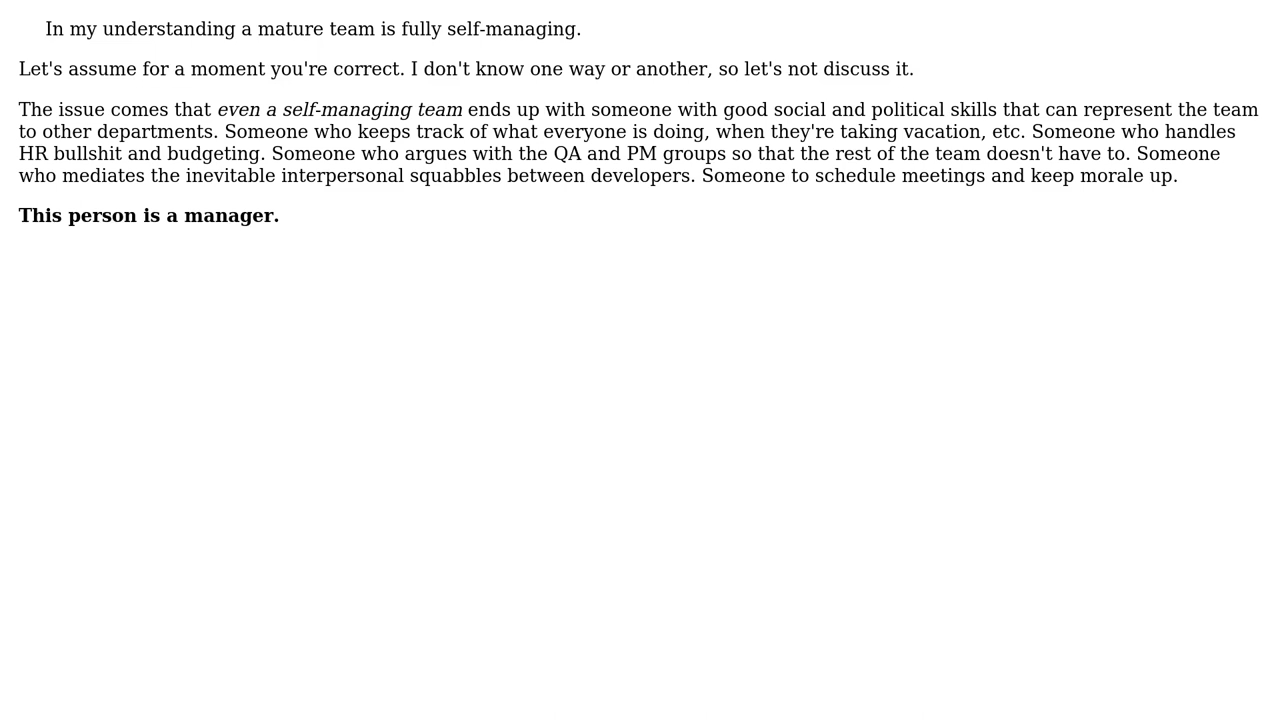 In my understanding a mature team is fully self-managing.
Let's assume for a moment you're correct. I don't know one way or another, so let's not discuss it.
The issue comes that even a self-managing team ends up with someone with good social and political skills that can represent the team
to other departments. Someone who keeps track of what everyone is doing, when they're taking vacation, etc. Someone who handles
HR bullshit and budgeting. Someone who argues with the QA and PM groups so that the rest of the team doesn't have to. Someone
who mediates the inevitable interpersonal squabbles between developers. Someone to schedule meetings and keep morale up.
This person is a manager.